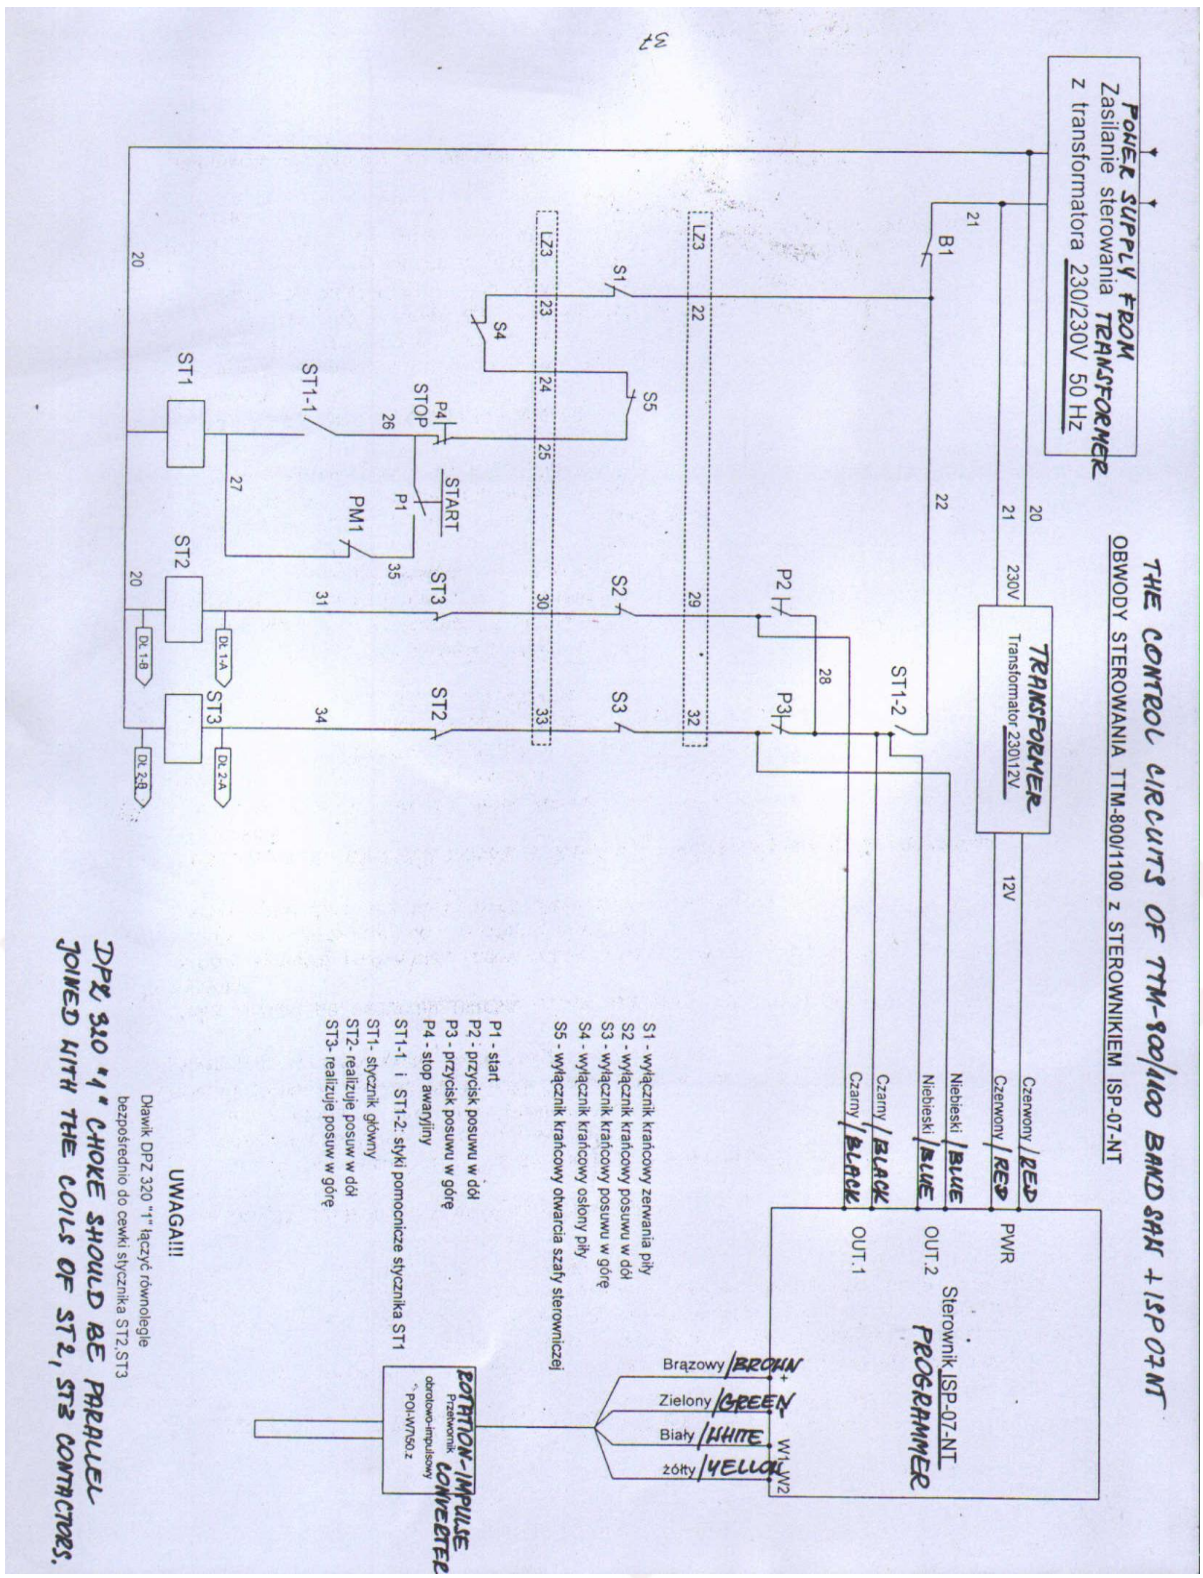 37
THE CONTROL CIRCUITS OF TTM-800/1100 BANDSAW + ISP07NT
OBWODY STEROWANIA TTM-800/1100 z STEROWNIKIEM ISP-07-NT
POWER SUPPLY FROM
Zasilanie sterowania TRANSFORMER
z transformatora 230/230V 50 Hz
20
21
230V
TRANSFORMER
Transformator 230\12V
12V
Czerwony /RED
Czerwony /RED
Niebieski /BLUE
Niebieski /BLUE
Czarny /BLACK
Czarny /BLACK
PWR
OUT.2
OUT.1
Sterownik ISP-07-NT
PROGRAMMER
21
B1
22
ST1-2
28
P2
P3
LZ3
22
29
32
S1
S5
S2
S3
LZ3
23
24
25
30
33
S4
P4
STOP
START
P1
ST3
ST2
26
35
ST1-1
PM1
31
34
27
ST1
ST2
ST3
DŁ 1-A
DŁ 2-A
20
20
DŁ 1-B
DŁ 2-B
Brązowy /BROWN
+
Zielony /GREEN
-
Biały /WHITE
W1
żółty /YELLOW
W2
S1 - wyłącznik krańcowy zerwania piły
S2 - wyłącznik krańcowy posuwu w dół
S3 - wyłącznik krańcowy posuwu w górę
S4 - wyłącznik krańcowy osłony piły
S5 - wyłącznik krańcowy otwarcia szafy sterowniczej
P1 - start
P2 - przycisk posuwu w dół
P3 - przycisk posuwu w górę
P4 - stop awaryjiny
ST1-1 i ST1-2: styki pomocnicze stycznika ST1
ST1- stycznik główny
ST2- realizuje posuw w dół
ST3- realizuje posuw w górę
ROTATION-IMPULSE
Przetwornik CONVERTER
obrotowo-impulsowy
POI-W7\50.z
UWAGA!!!
Dławik DPZ 320 "1" łączyć równolegle
bezpośrednio do cewki stycznika ST2,ST3
DPZ 320 "1" CHOKE SHOULD BE PARALLEL
JOINED WITH THE COILS OF ST2, ST3 CONTACTORS.